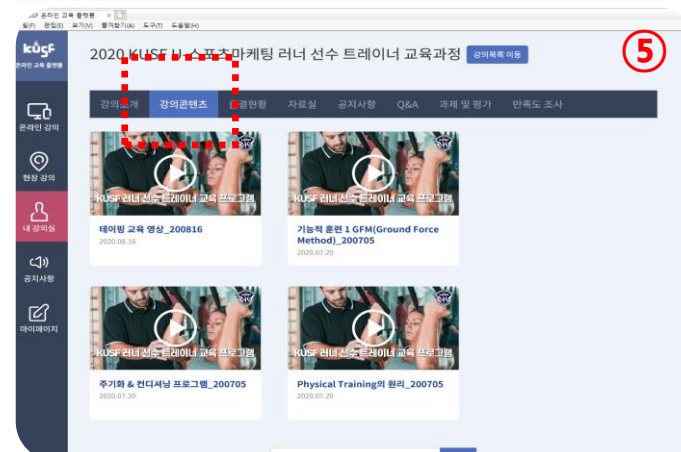 온라인 교육 플랫폼
편집(E) 보기(V) 즐겨찾기(A) 도구(T) 도움말(H)
kusf
온라인 교육 플랫폼
2020 KUSF U-스포츠마케팅 러너 선수 트레이너 교육과정 강의목록 이동
⑤
강의소개 강의콘텐츠 출결현황 자료실 공지사항 Q&A 과제 및 평가 만족도 조사
온라인 강의
현장 강의
내 강의실
공지사항
마이페이지
KUSF 러너 선수 트레이너 교육 프로그램
KUSF 러너 선수 트레이너 교육 프로그램
테이핑 교육 영상_200816
2020.08.16
기능적 훈련 1 GFM(Ground Force
Method)_200705
2020.07.20
KUSF 러너 선수 트레이너 교육 프로그램
KUSF 러너 선수 트레이너 교육 프로그램
주기화 & 컨디셔닝 프로그램_200705
2020.07.20
Physical Training의 원리_200705
2020.07.20